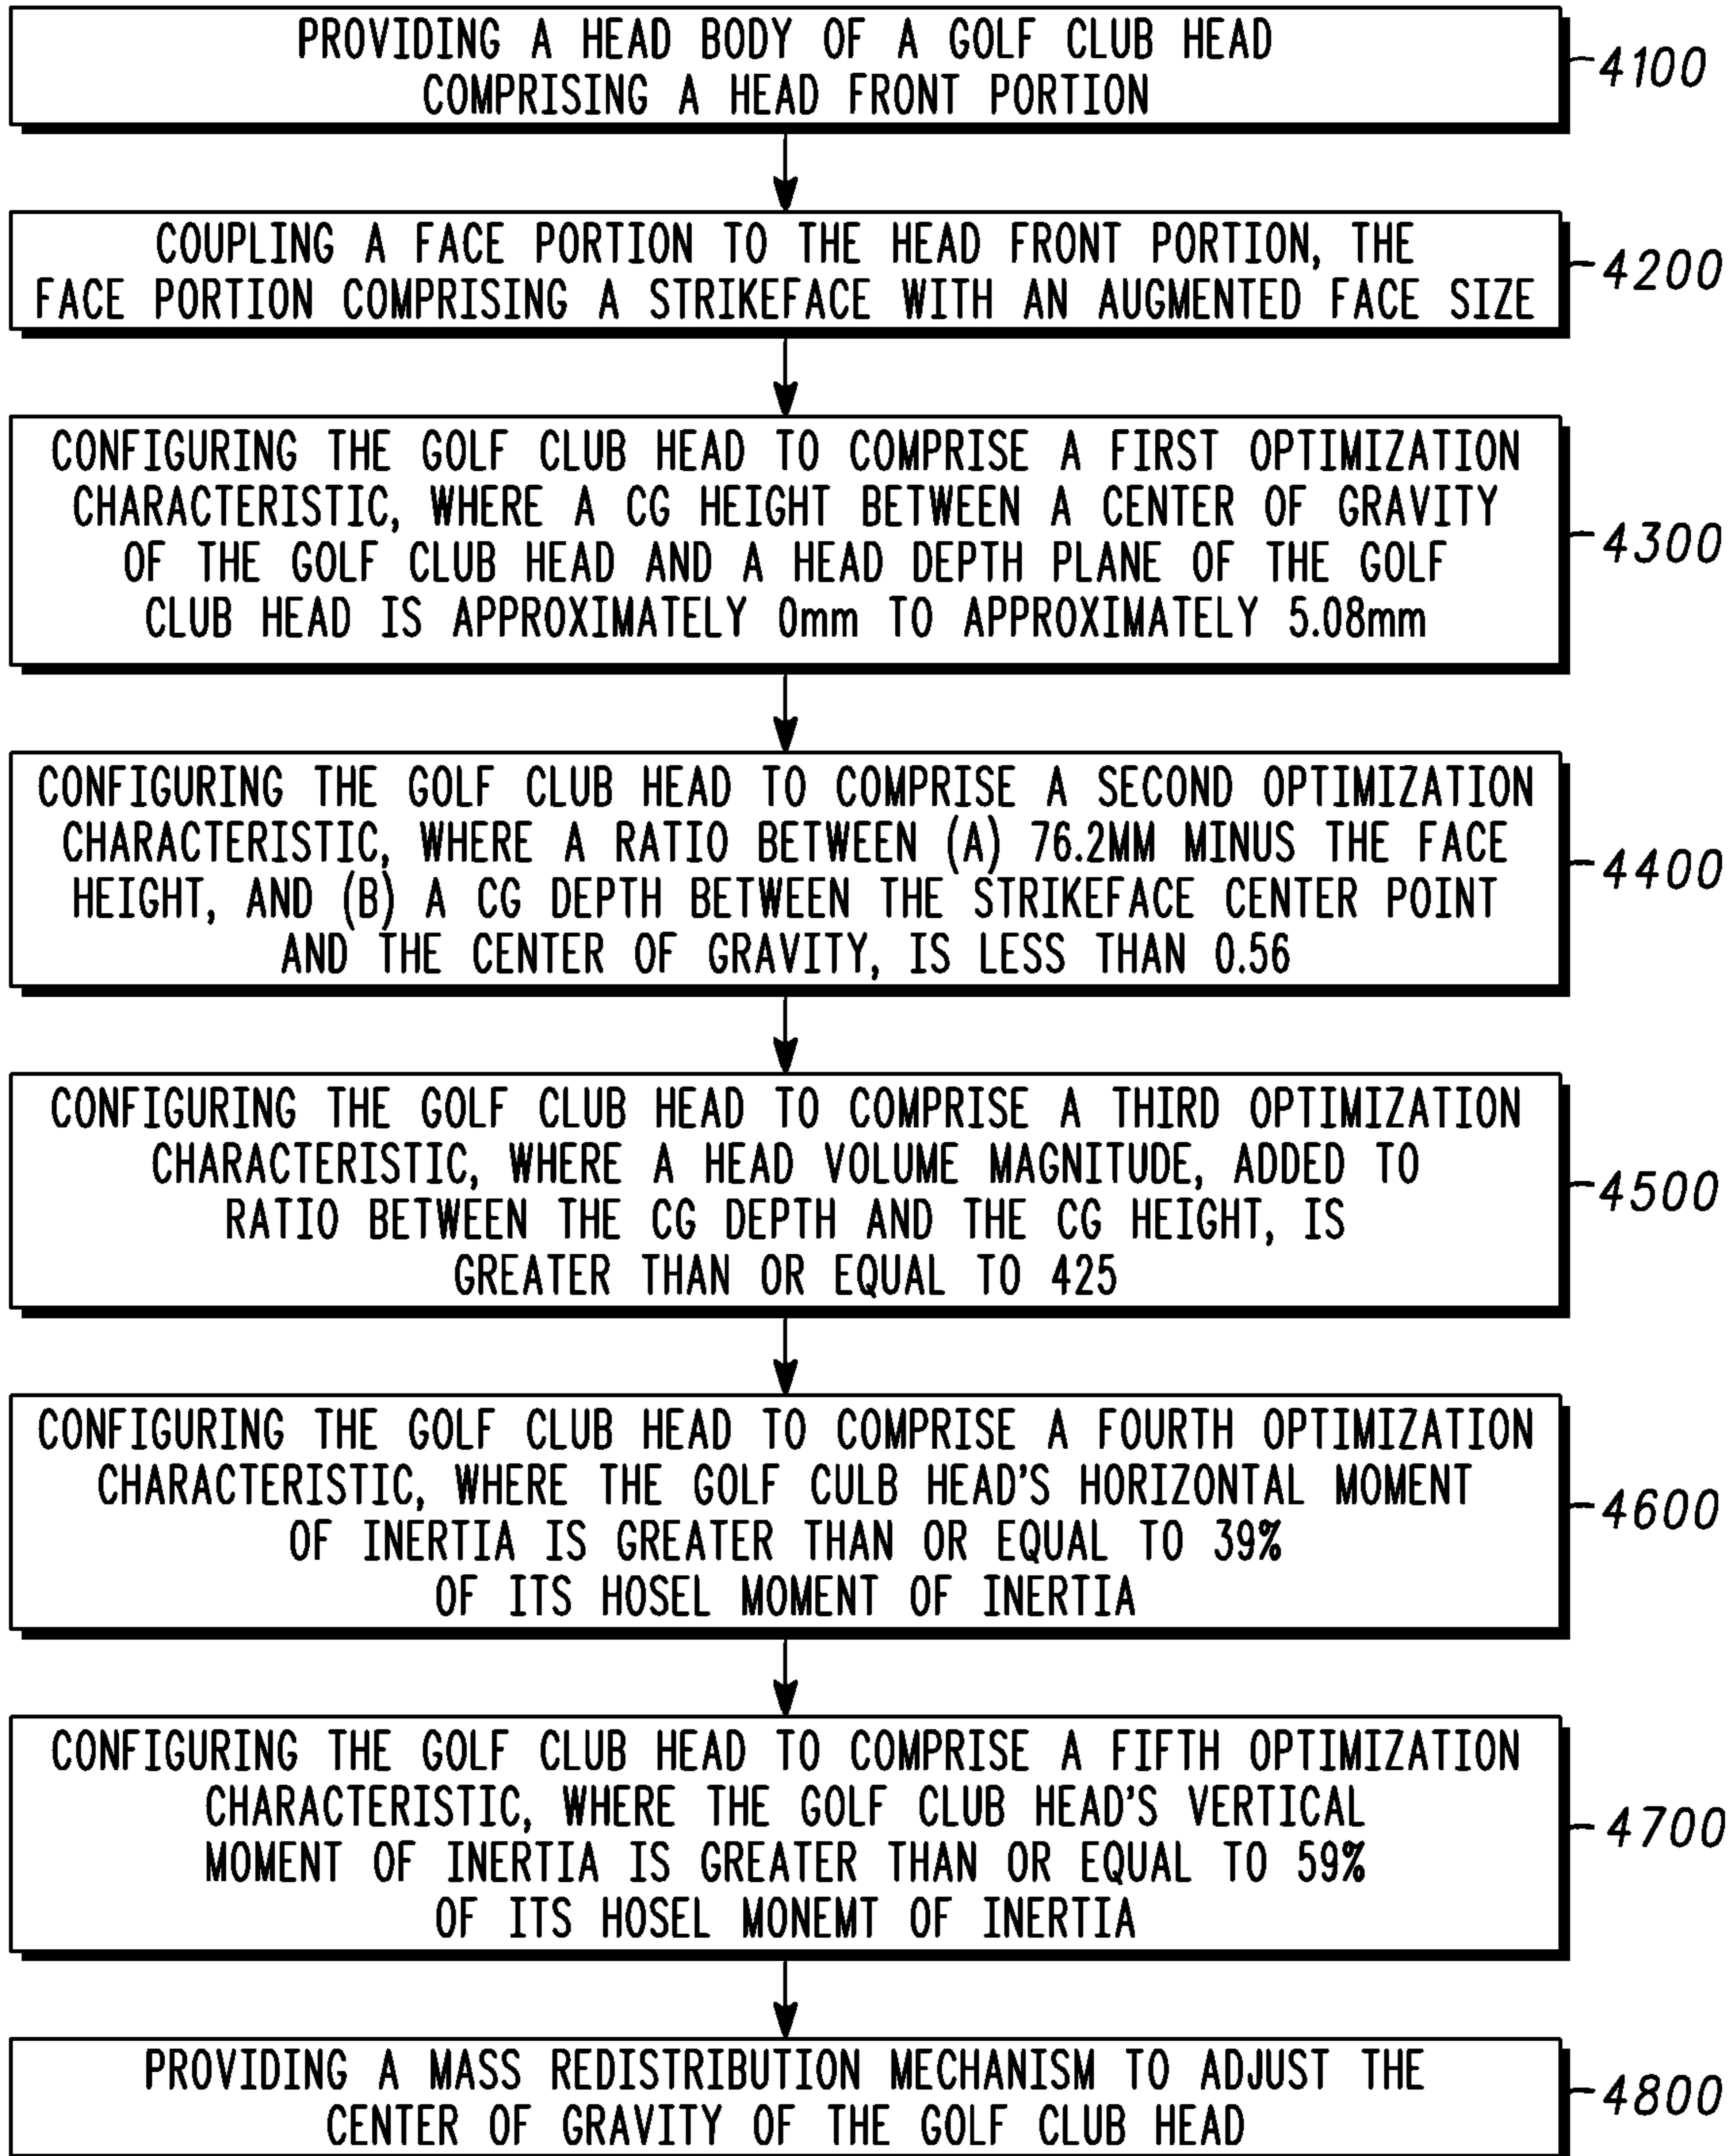 PROVIDING A HEAD BODY OF A GOLF CLUB HEAD
COMPRISING A HEAD FRONT PORTION
4100
COUPLING A FACE PORTION TO THE HEAD FRONT PORTION, THE
FACE PORTION COMPRISING A STRIKEFACE WITH AN AUGMENTED FACE SIZE
4200
CONFIGURING THE GOLF CLUB HEAD TO COMPRISE A FIRST OPTIMIZATION
CHARACTERISTIC, WHERE A CG HEIGHT BETWEEN A CENTER OF GRAVITY
OF THE GOLF CLUB HEAD AND A HEAD DEPTH PLANE OF THE GOLF
CLUB HEAD IS APPROXIMATELY 0mm TO APPROXIMATELY 5.08mm
4300
CONFIGURING THE GOLF CLUB HEAD TO COMPRISE A SECOND OPTIMIZATION
CHARACTERISTIC, WHERE A RATIO BETWEEN (A) 76.2MM MINUS THE FACE
HEIGHT, AND (B) A CG DEPTH BETWEEN THE STRIKEFACE CENTER POINT
AND THE CENTER OF GRAVITY, IS LESS THAN 0.56
4400
CONFIGURING THE GOLF CLUB HEAD TO COMPRISE A THIRD OPTIMIZATION
CHARACTERISTIC, WHERE A HEAD VOLUME MAGNITUDE, ADDED TO
RATIO BETWEEN THE CG DEPTH AND THE CG HEIGHT, IS
GREATER THAN OR EQUAL TO 425
4500
CONFIGURING THE GOLF CLUB HEAD TO COMPRISE A FOURTH OPTIMIZATION
CHARACTERISTIC, WHERE THE GOLF CULB HEAD'S HORIZONTAL MOMENT
OF INERTIA IS GREATER THAN OR EQUAL TO 39%
OF ITS HOSEL MOMENT OF INERTIA
4600
CONFIGURING THE GOLF CLUB HEAD TO COMPRISE A FIFTH OPTIMIZATION
CHARACTERISTIC, WHERE THE GOLF CLUB HEAD'S VERTICAL
MOMENT OF INERTIA IS GREATER THAN OR EQUAL TO 59%
OF ITS HOSEL MONEMT OF INERTIA
4700
PROVIDING A MASS REDISTRIBUTION MECHANISM TO ADJUST THE
CENTER OF GRAVITY OF THE GOLF CLUB HEAD
4800